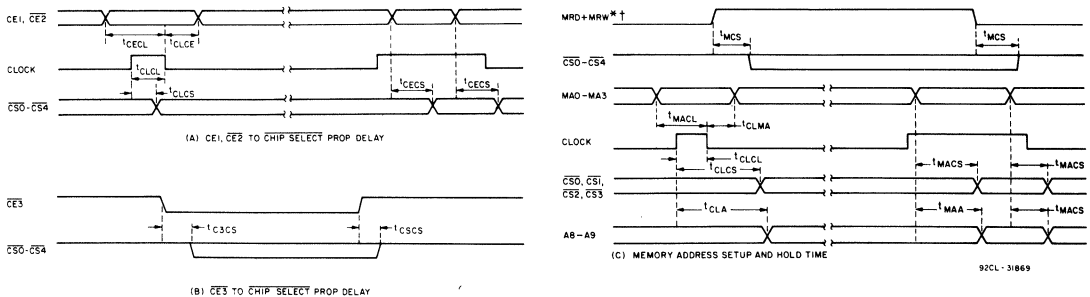 CE1, CE2
tCECL
tCLCE
CLOCK
tCLCL
tCECS
tCECS
tCLCS
CS0-CS4
(A) CE1, CE2 TO CHIP SELECT PROP DELAY
CE3
tC3CS
tCSCS
CS0-CS4
(B) CE3 TO CHIP SELECT PROP DELAY
MRD+MRW*†
tMCS
tMCS
CS0-CS4
MA0-MA3
tMACL
tCLMA
CLOCK
tCLCL
tMACS
tMACS
tCLCS
CS0, CS1,
CS2, CS3
tCLA
tMAA
tMACS
A8-A9
(C) MEMORY ADDRESS SETUP AND HOLD TIME
92CL-31869